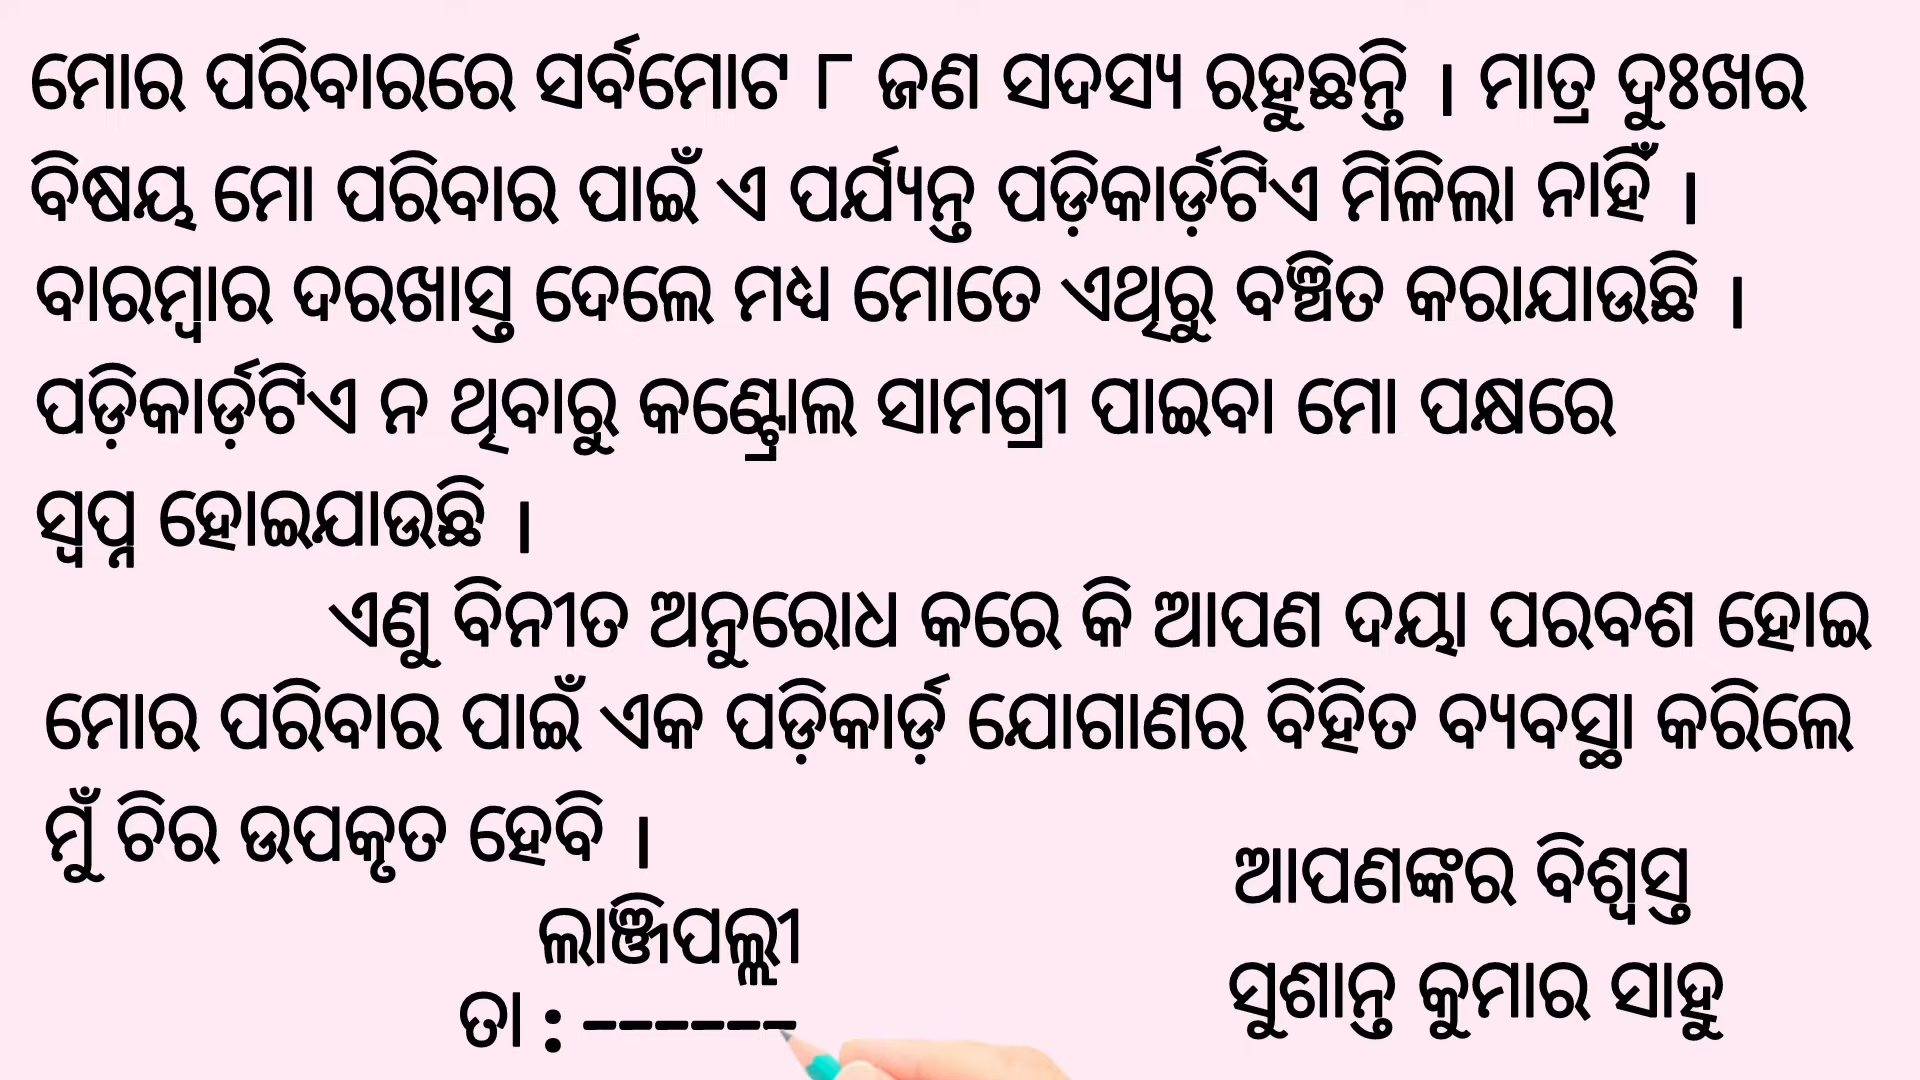 ମୋର ପରିବାରରେ ସର୍ବମୋଟ ୮ ଜଣ ସଦସ୍ୟ ରହୁଛନ୍ତି । ମାତ୍ର ଦୁଃଖର
ବିଷୟ ମୋ ପରିବାର ପାଇଁ ଏ ପର୍ଯ୍ୟନ୍ତ ପଡ଼ିକାର୍ଡ଼ଟିଏ ମିଳିଲା ନାହିଁ ।
ବାରମ୍ବାର ଦରଖାସ୍ତ ଦେଲେ ମଧ୍ୟ ମୋତେ ଏଥିରୁ ବଞ୍ଚିତ କରାଯାଉଛି ।
ପଡ଼ିକାର୍ଡ଼ଟିଏ ନ ଥିବାରୁ କଣ୍ଟ୍ରୋଲ ସାମଗ୍ରୀ ପାଇବା ମୋ ପକ୍ଷରେ
ସ୍ୱପ୍ନ ହୋଇଯାଉଛି ।
ଏଣୁ ବିନୀତ ଅନୁରୋଧ କରେ କି ଆପଣ ଦୟା ପରବଶ ହୋଇ
ମୋର ପରିବାର ପାଇଁ ଏକ ପଡ଼ିକାର୍ଡ଼ ଯୋଗାଣର ବିହିତ ବ୍ୟବସ୍ଥା କରିଲେ
ମୁଁ ଚିର ଉପକୃତ ହେବି ।
ଆପଣଙ୍କର ବିଶ୍ୱସ୍ତ
ଲାଞ୍ଜିପଲ୍ଲୀ
ସୁଶାନ୍ତ କୁମାର ସାହୁ
ତା : ------